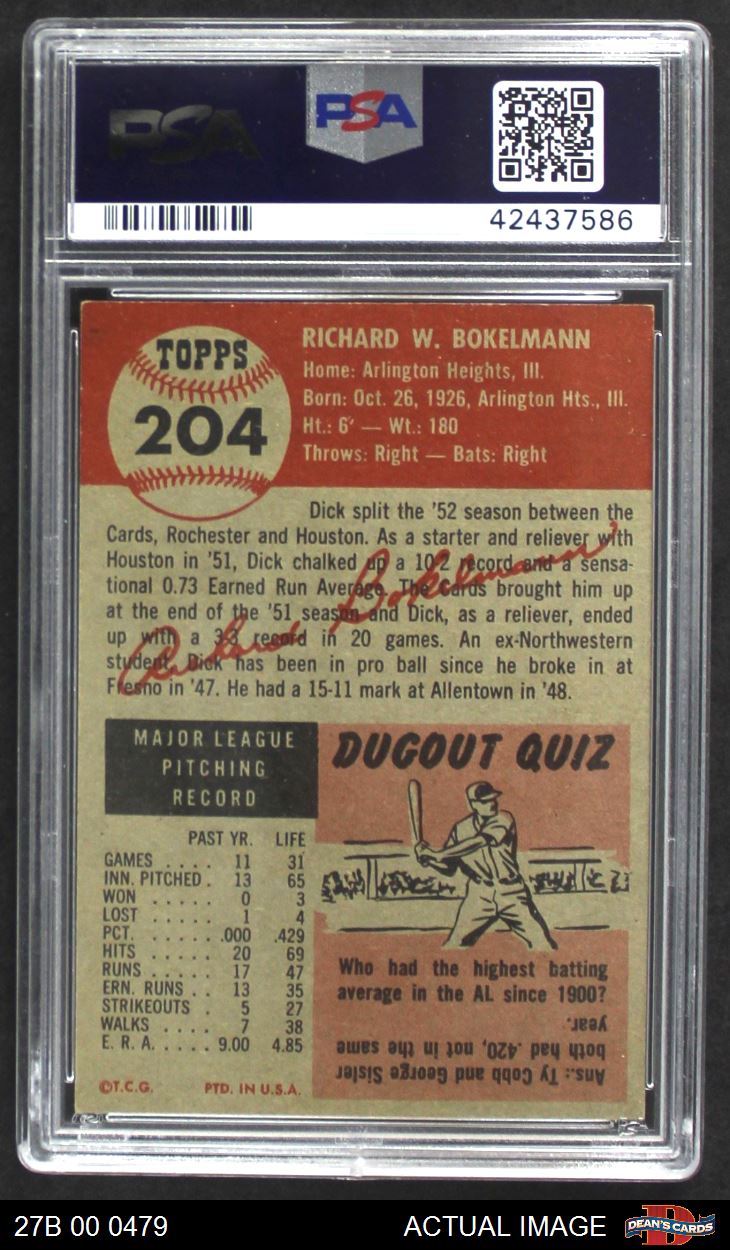 PSA
PSA
42437586
TOPPS
204
RICHARD W. BOKELMANN
Home: Arlington Heights, Ill.
Born: Oct. 26, 1926, Arlington Hts., Ill.
Ht.: 6' — Wt.: 180
Throws: Right — Bats: Right
Dick split the '52 season between the
Cards, Rochester and Houston. As a starter and reliever with
Houston in '51, Dick chalked up a 10-2 record and a sensa-
tional 0.73 Earned Run Average. The Cards brought him up
at the end of the '51 season and Dick, as a reliever, ended
up with a 3-3 record in 20 games. An ex-Northwestern
student, Dick has been in pro ball since he broke in at
Fresno in '47. He had a 15-11 mark at Allentown in '48.
Richard Bokelmann
MAJOR LEAGUE
PITCHING
RECORD
PAST YR. LIFE
GAMES . . . . 11 31
INN. PITCHED . 13 65
WON . . . . . 0 3
LOST . . . . . 1 4
PCT. . . . . . .000 .429
HITS . . . . . 20 69
RUNS . . . . 17 47
ERN. RUNS . . 13 35
STRIKEOUTS . 5 27
WALKS . . . . 7 38
E. R. A. . . . . . 9.00 4.85
©T.C.G. PTD. IN U.S.A.
DUGOUT QUIZ
Who had the highest batting
average in the AL since 1900?
Ans.: Ty Cobb and George Sisler
both had .420, not in the same
year.
27B 00 0479
ACTUAL IMAGE
D
DEAN'S CARDS